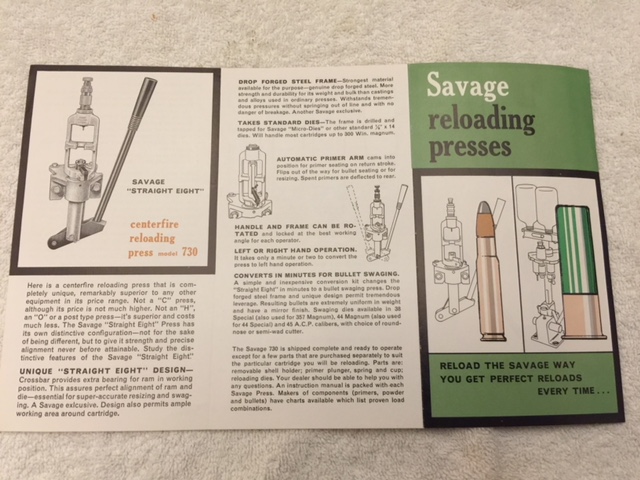 SAVAGE
"STRAIGHT EIGHT"
centerfire
reloading
press model 730
Here is a centerfire reloading press that is com-
pletely unique, remarkably superior to any other
equipment in its price range. Not a "C" press,
although its price is not much higher. Not an "H",
an "O" or a post type press—it's superior and costs
much less. The Savage "Straight Eight" Press has
its own distinctive configuration—not for the sake
of being different, but to give it strength and precise
alignment never before attainable. Study the dis-
tinctive features of the Savage "Straight Eight."
UNIQUE "STRAIGHT EIGHT" DESIGN—
Crossbar provides extra bearing for ram in working
position. This assures perfect alignment of ram and
die—essential for super-accurate resizing and swag-
ing. A Savage exlcusive. Design also permits ample
working area around cartridge.
DROP FORGED STEEL FRAME—Strongest material
available for the purpose—genuine drop forged steel. More
strength and durability for its weight and bulk than castings
and alloys used in ordinary presses. Withstands tremen-
dous pressures without springing out of line and with no
danger of breakage. Another Savage exclusive.
TAKES STANDARD DIES—The frame is drilled and
tapped for Savage "Micro-Dies" or other standard ⅞" x 14
dies. Will handle most cartridges up to 300 Win. magnum.
AUTOMATIC PRIMER ARM cams into
position for primer seating on return stroke.
Flips out of the way for bullet seating or for
resizing. Spent primers are deflected to rear.
HANDLE AND FRAME CAN BE RO-
TATED and locked at the best working
angle for each operator.
LEFT OR RIGHT HAND OPERATION.
It takes only a minute or two to convert the
press to left hand operation.
CONVERTS IN MINUTES FOR BULLET SWAGING.
A simple and inexpensive conversion kit changes the
"Straight Eight" in minutes to a bullet swaging press. Drop
forged steel frame and unique design permit tremendous
leverage. Resulting bullets are extremely uniform in weight
and have a mirror finish. Swaging dies available in 38
Special (also used for 357 Magnum), 44 Magnum (also used
for 44 Special) and 45 A.C.P. calibers, with choice of round-
nose or semi-wad cutter.
The Savage 730 is shipped complete and ready to operate
except for a few parts that are purchased separately to suit
the particular cartridge you will be reloading. Parts are:
removable shell holder; primer plunger, spring and cup;
reloading dies. Your dealer should be able to help you with
any questions. An instruction manual is packed with each
Savage Press. Makers of components (primers, powder
and bullets) have charts available which list proven load
combinations.
Savage
reloading
presses
RELOAD THE SAVAGE WAY
YOU GET PERFECT RELOADS
EVERY TIME...